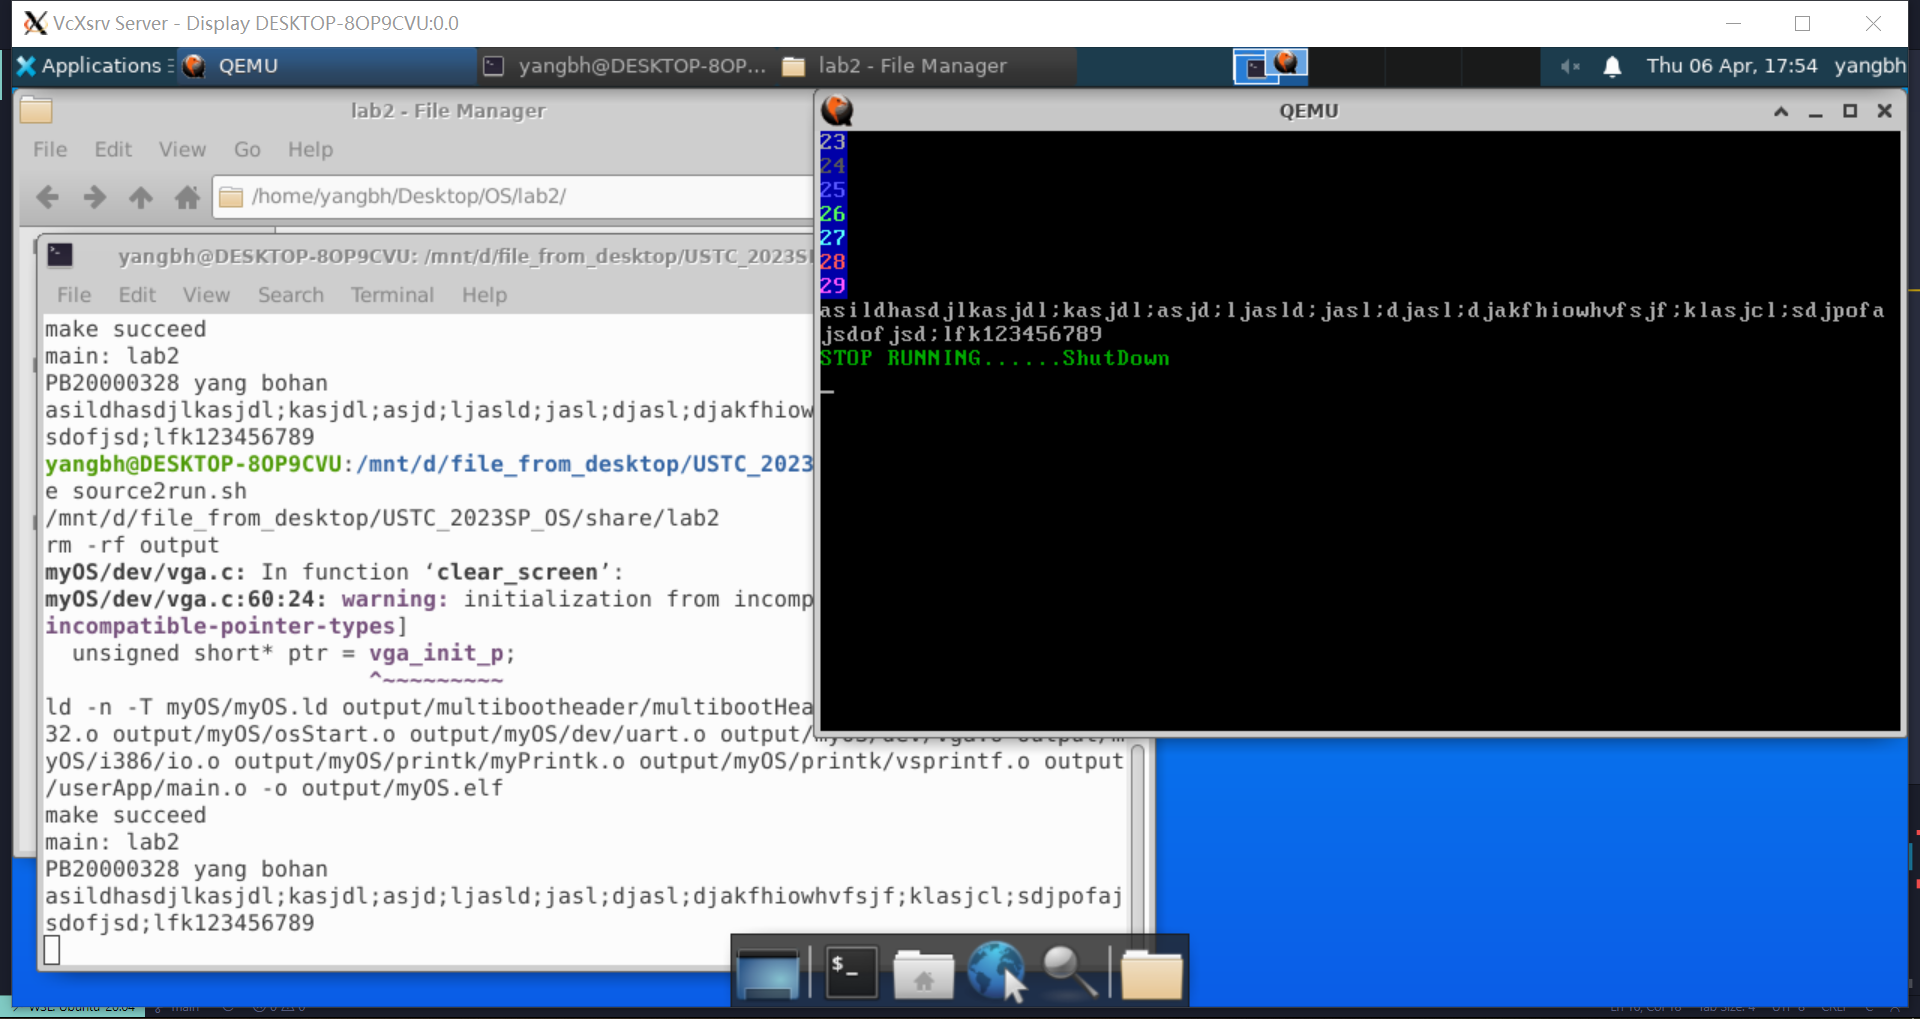 VcXsrv Server - Display DESKTOP-8OP9CVU:0.0
Applications
QEMU
yangbh@DESKTOP-8OP...
lab2 - File Manager
Thu 06 Apr, 17:54
yangbh
lab2 - File Manager
File Edit View Go Help
/home/yangbh/Desktop/OS/lab2/
yangbh@DESKTOP-8OP9CVU: /mnt/d/file_from_desktop/USTC_2023S
File Edit View Search Terminal Help
make succeed
main: lab2
PB20000328 yang bohan
asildhasdjlkasjdl;kasjdl;asjd;ljasld;jasl;djasl;djakfhiow
sdofjsd;lfk123456789
yangbh@DESKTOP-8OP9CVU:/mnt/d/file_from_desktop/USTC_2023
e source2run.sh
/mnt/d/file_from_desktop/USTC_2023SP_OS/share/lab2
rm -rf output
myOS/dev/vga.c: In function ‘clear_screen’:
myOS/dev/vga.c:60:24: warning: initialization from incomp
incompatible-pointer-types]
unsigned short* ptr = vga_init_p;
^~~~~~~~~~
ld -n -T myOS/myOS.ld output/multibootheader/multibootHea
32.o output/myOS/osStart.o output/myOS/dev/uart.o output/myOS/dev/vga.o output/m
yOS/i386/io.o output/myOS/printk/myPrintk.o output/myOS/printk/vsprintf.o output
/userApp/main.o -o output/myOS.elf
make succeed
main: lab2
PB20000328 yang bohan
asildhasdjlkasjdl;kasjdl;asjd;ljasld;jasl;djasl;djakfhiowhvfsjf;klasjcl;sdjpofaj
sdofjsd;lfk123456789
QEMU
23
24
25
26
27
28
29
asildhasdjlkasjdl;kasjdl;asjd;ljasld;jasl;djasl;djakfhiowhvfsjf;klasjcl;sdjpofa
jsdofjsd;lfk123456789
STOP RUNNING......ShutDown
$_